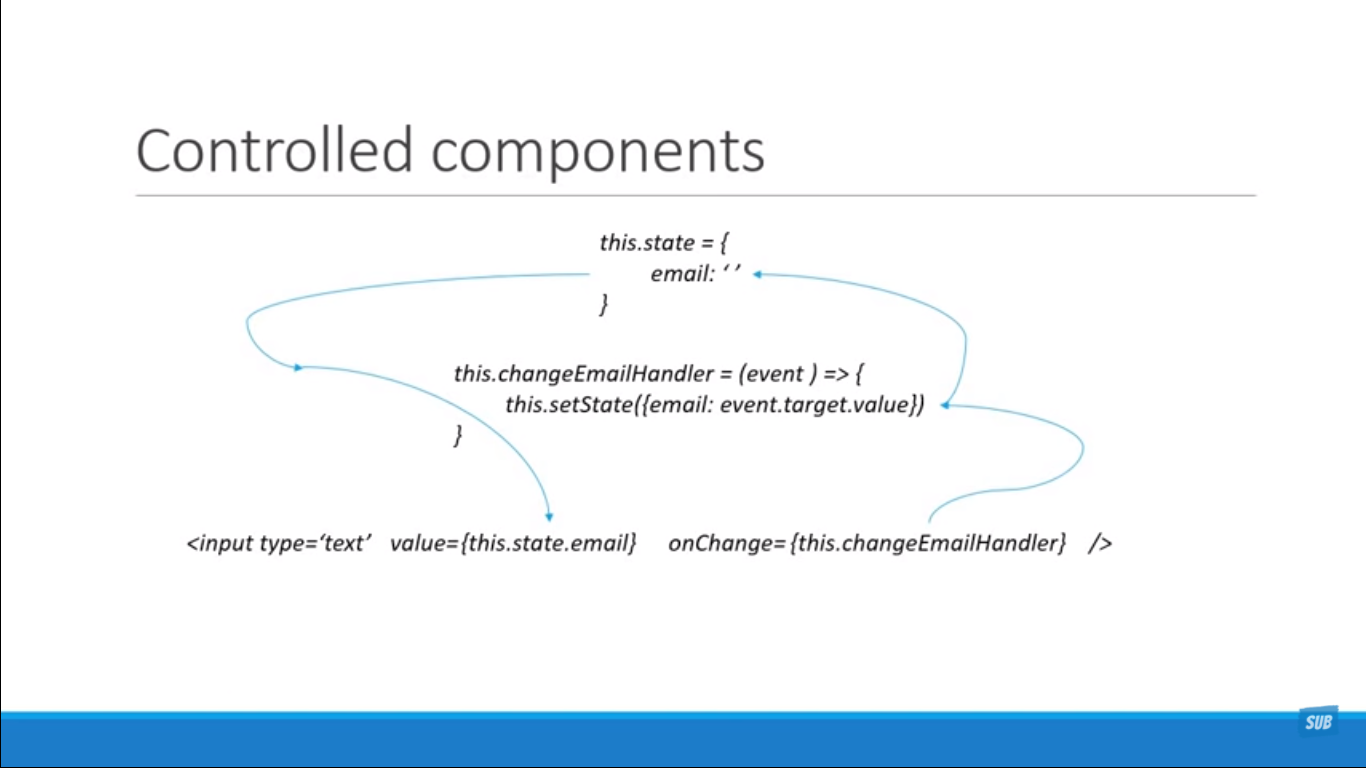 Controlled components
this.state = {
email: ‘ ’
}
this.changeEmailHandler = (event ) => {
this.setState({email: event.target.value})
}
<input type=‘text’ value={this.state.email} onChange={this.changeEmailHandler} />
SUB